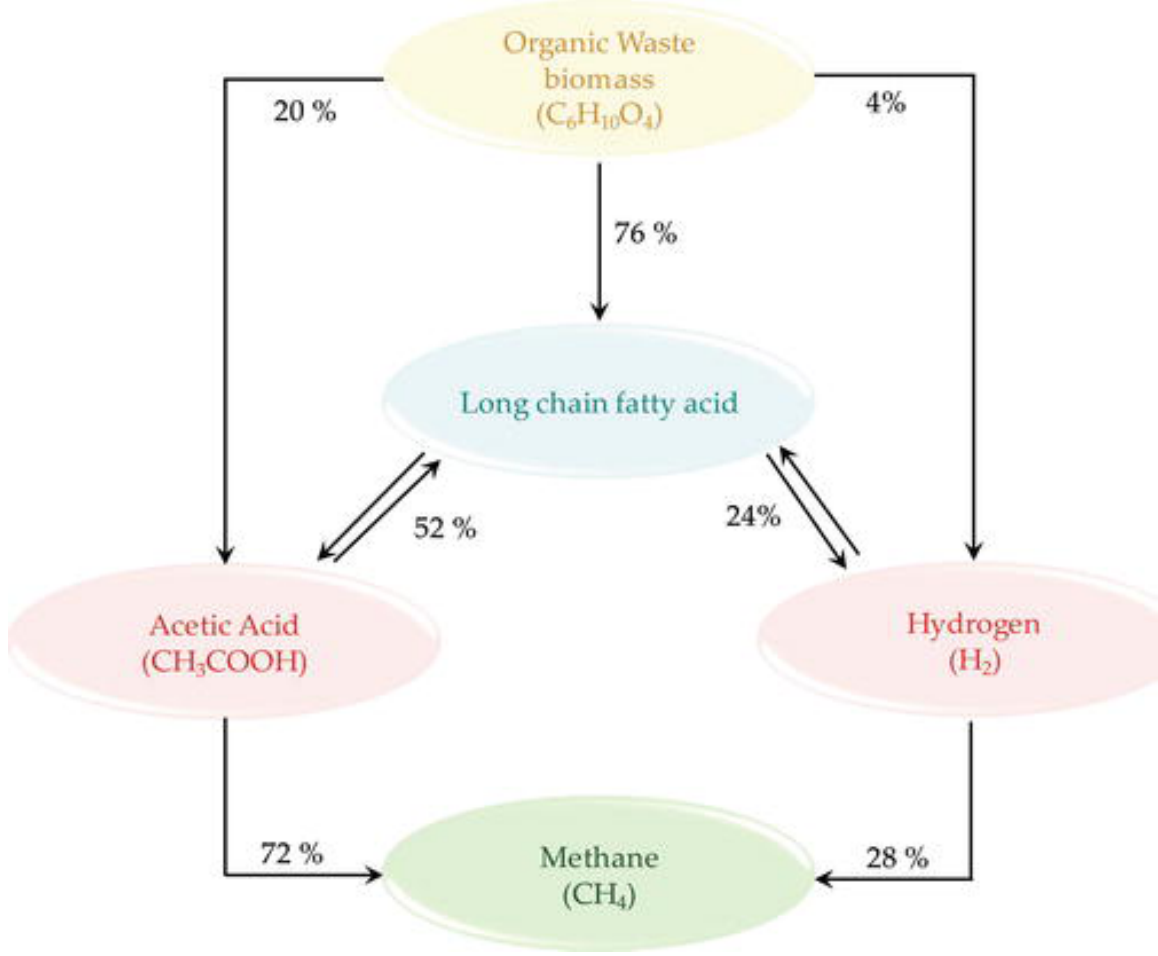 Organic Waste
biomass
(C₆H₁₀O₄)
20 %
4%
76 %
Long chain fatty acid
52 %
24%
Acetic Acid
(CH₃COOH)
Hydrogen
(H₂)
72 %
Methane
(CH₄)
28 %